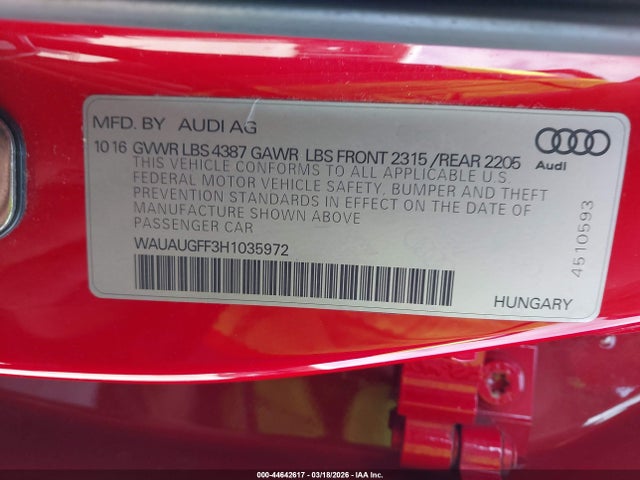 MFD. BY AUDI AG
10 16 GVWR LBS 4387 GAWR LBS FRONT 2315 /REAR 2205
THIS VEHICLE CONFORMS TO ALL APPLICABLE U.S.
FEDERAL MOTOR VEHICLE SAFETY, BUMPER AND THEFT
PREVENTION STANDARDS IN EFFECT ON THE DATE OF
MANUFACTURE SHOWN ABOVE
PASSENGER CAR
WAUAUGFF3H1035972
Audi
4510593
HUNGARY
000-44642617 - 03/18/2026 - IAAI.COM